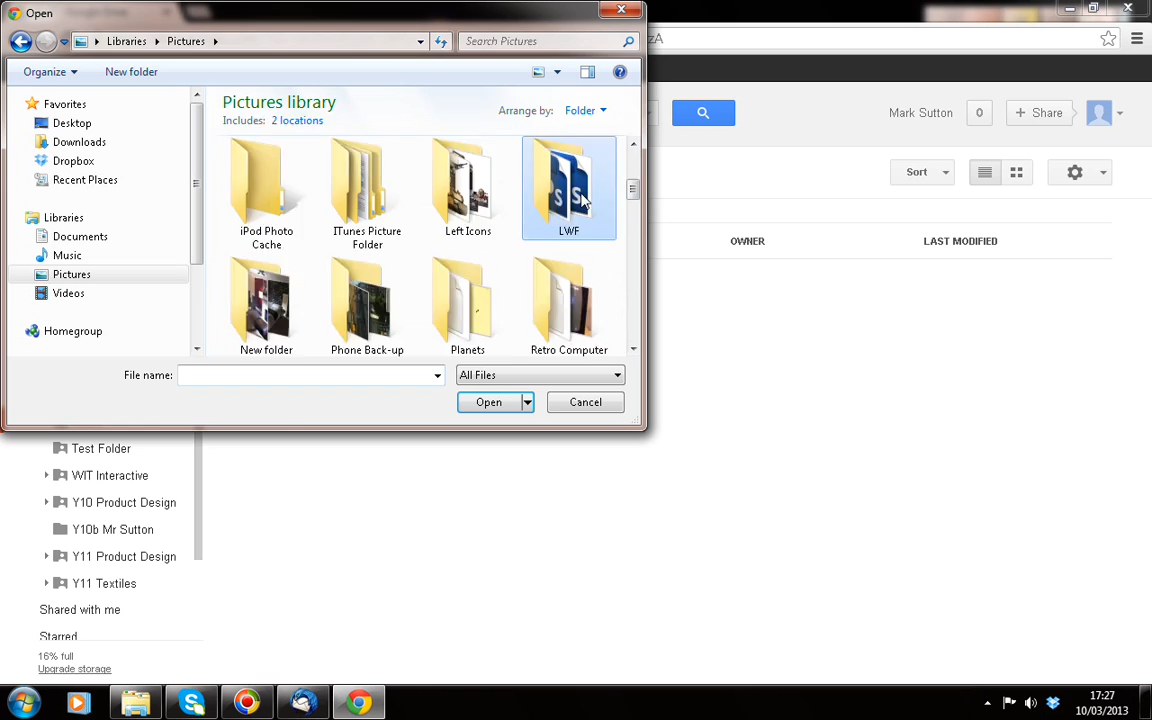 Open
Libraries
Pictures
Search Pictures
zA
Organize
New folder
Favorites
Desktop
Downloads
Dropbox
Recent Places
Libraries
Documents
Music
Pictures
Videos
Homegroup
Pictures library
Includes: 2 locations
Arrange by: Folder
iPod Photo Cache
ITunes Picture Folder
Left Icons
LWF
New folder
Phone Back-up
Planets
Retro Computer
File name:
All Files
Open
Cancel
Mark Sutton
0
+ Share
Sort
OWNER
LAST MODIFIED
Test Folder
WIT Interactive
Y10 Product Design
Y10b Mr Sutton
Y11 Product Design
Y11 Textiles
Shared with me
Starred
16% full
Upgrade storage
17:27
10/03/2013